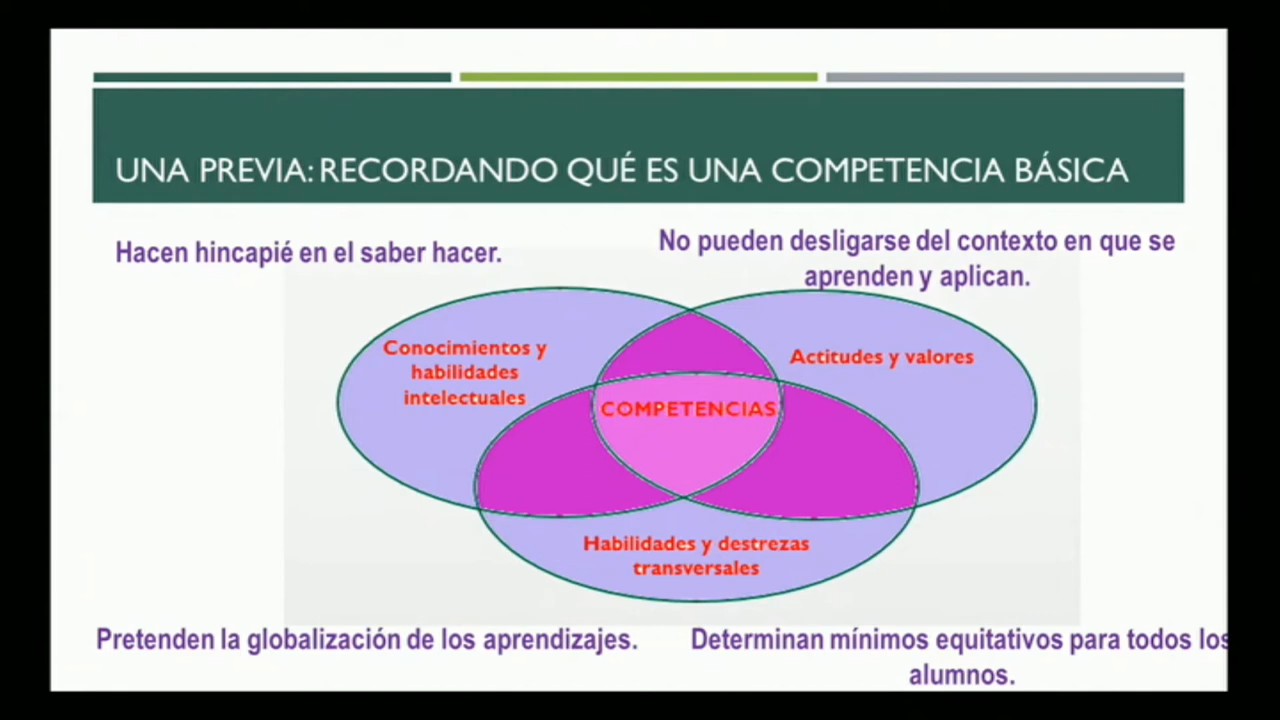 UNA PREVIA: RECORDANDO QUÉ ES UNA COMPETENCIA BÁSICA
Hacen hincapié en el saber hacer.
No pueden desligarse del contexto en que se
aprenden y aplican.
Conocimientos y
habilidades
intelectuales
Actitudes y valores
COMPETENCIAS
Habilidades y destrezas
transversales
Pretenden la globalización de los aprendizajes.
Determinan mínimos equitativos para todos los
alumnos.